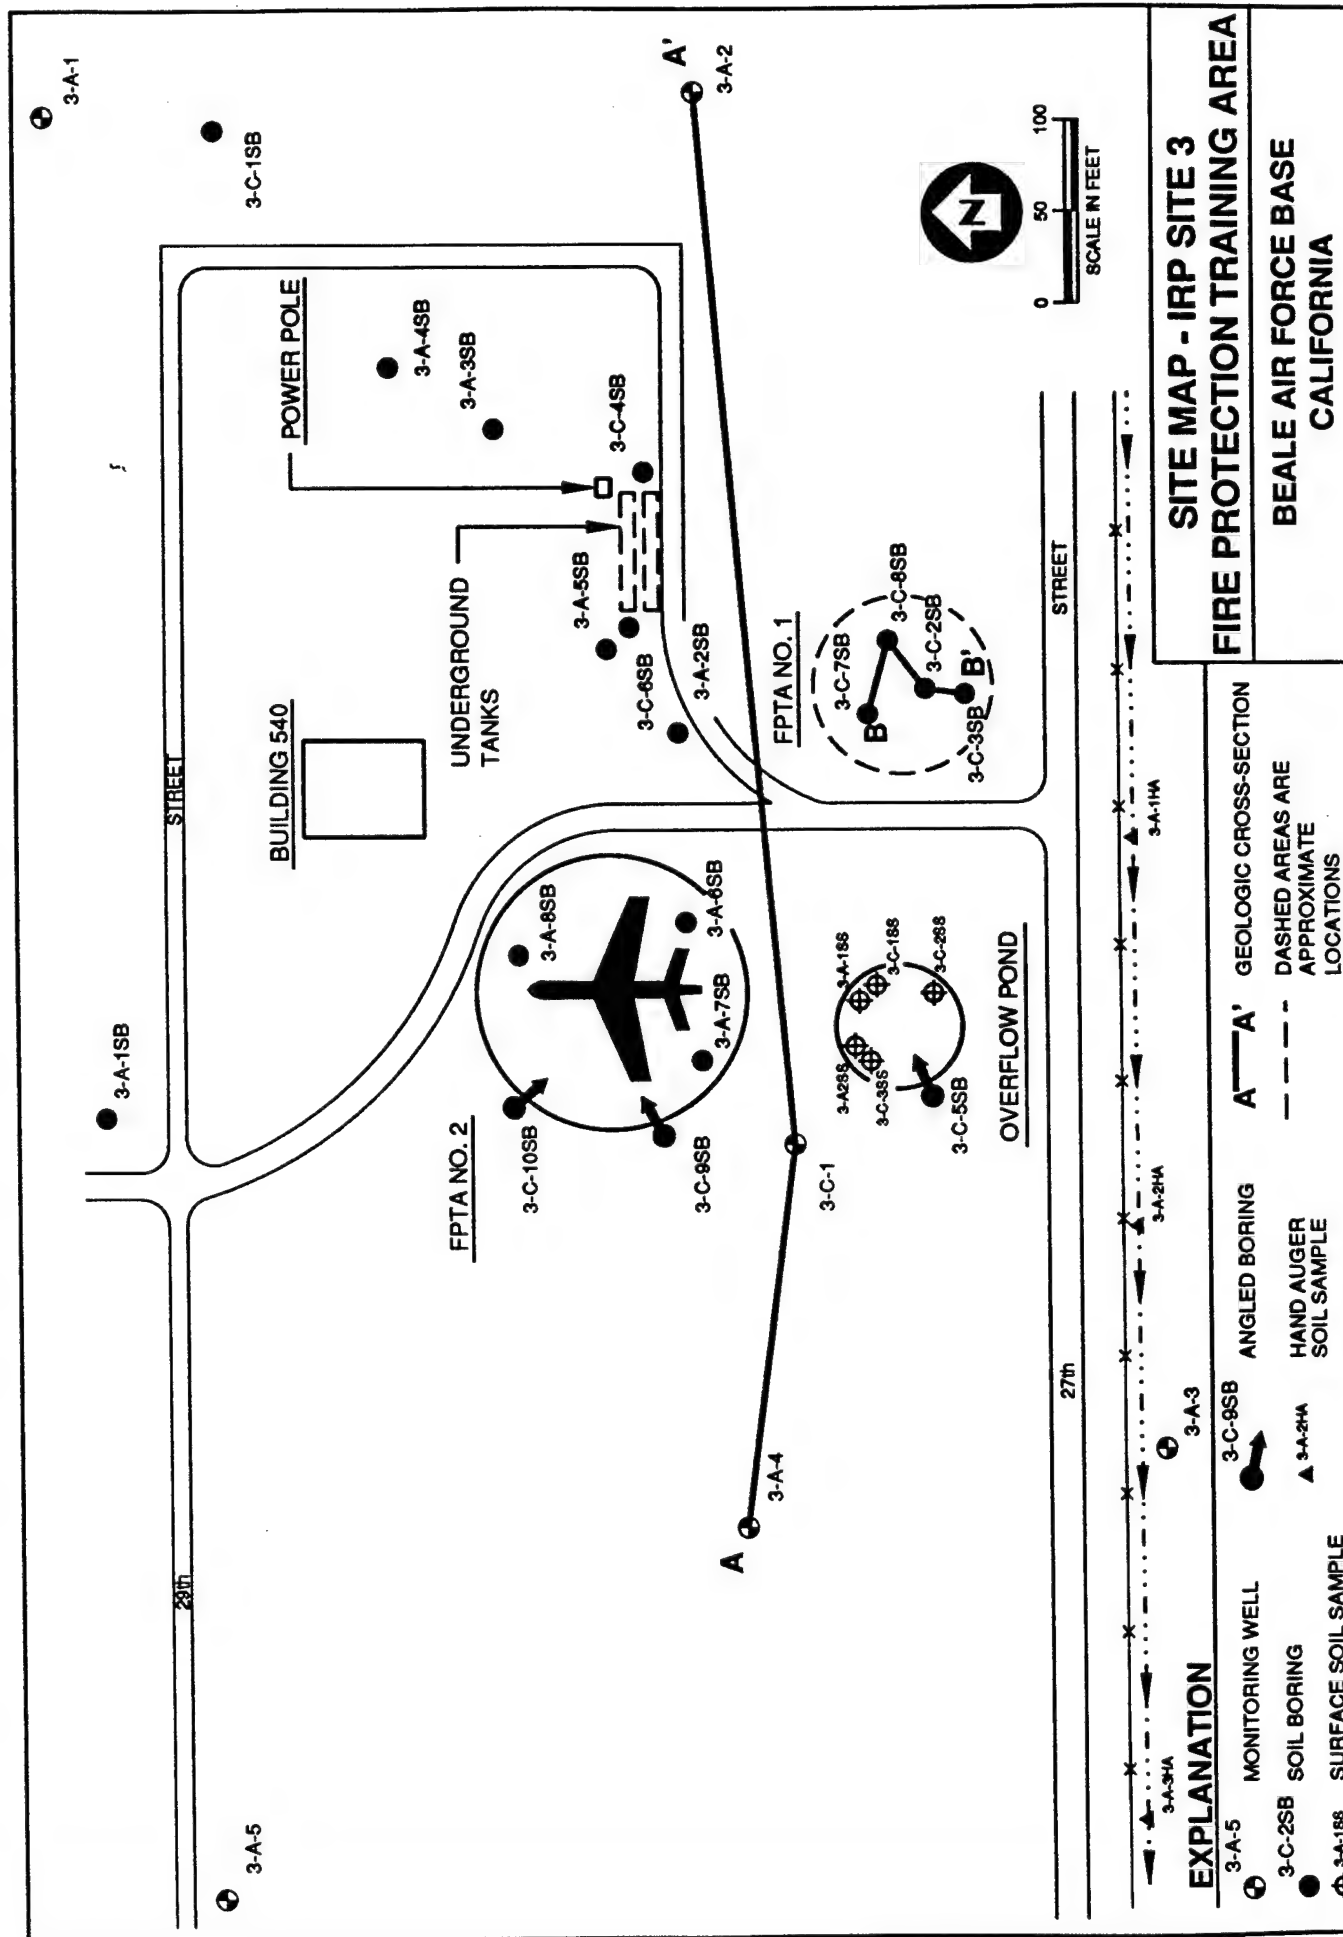 3-A-5
29th
STREET
3-A-1SB
3-A-1
3-C-1SB
BUILDING 540
POWER POLE
3-A-4SB
3-A-3SB
3-C-4SB
UNDERGROUND
TANKS
3-A-5SB
3-C-6SB
3-A-2SB
FPTA NO. 2
3-C-10SB
3-C-9SB
3-A-8SB
3-A-7SB
3-A-6SB
A
3-A-4
3-C-1
A'
3-A-2
FPTA NO. 1
3-C-7SB
3-C-8SB
3-C-2SB
3-C-3SB
B
B'
3-A-1SS
3-C-1SS
3-C-2SS
3-A2SS
3-C-3SS
3-C-5SB
OVERFLOW POND
N
0 50 100
SCALE IN FEET
27th
STREET
3-A-3HA
3-A-2HA
3-A-1HA
3-A-3
EXPLANATION
3-A-5
MONITORING WELL
3-C-2SB
SOIL BORING
3-A-1SS
SURFACE SOIL SAMPLE
3-C-9SB
ANGLED BORING
3-A-2HA
HAND AUGER
SOIL SAMPLE
A A'
GEOLOGIC CROSS-SECTION
DASHED AREAS ARE
APPROXIMATE
LOCATIONS
SITE MAP - IRP SITE 3
FIRE PROTECTION TRAINING AREA
BEALE AIR FORCE BASE
CALIFORNIA